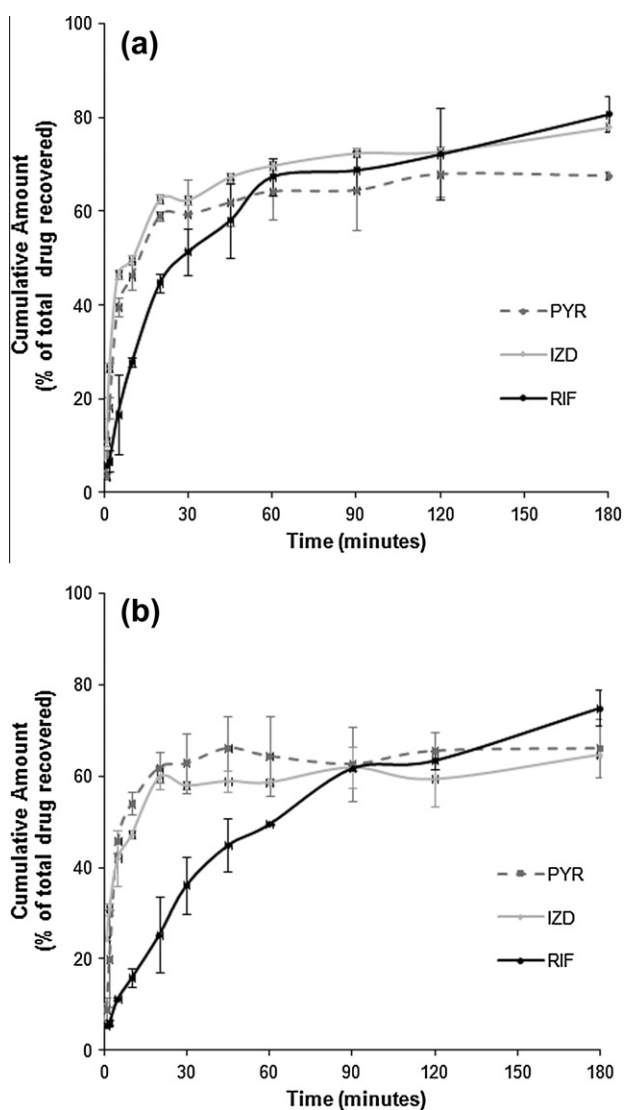 (a)
100
80
60
40
20
0
Cumulative Amount
(% of total drug recovered)
PYR
IZD
RIF
0 30 60 90 120 150 180
Time (minutes)
(b)
100
80
60
40
20
0
Cumulative Amount
(% of total drug recovered)
PYR
IZD
RIF
0 30 60 90 120 150 180
Time (minutes)